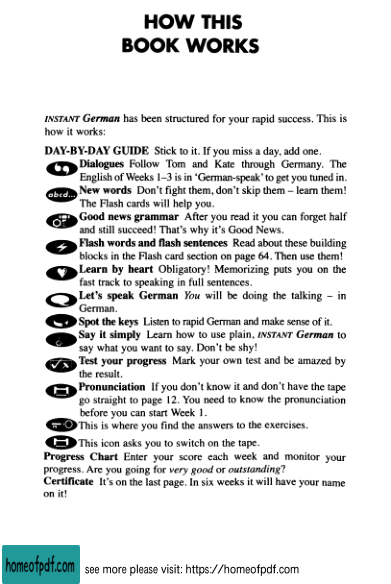 HOW THIS
BOOK WORKS
INSTANT German has been structured for your rapid success. This is
how it works:
DAY-BY-DAY GUIDE Stick to it. If you miss a day, add one.
Dialogues Follow Tom and Kate through Germany. The
English of Weeks 1–3 is in ‘German-speak’ to get you tuned in.
abcd... New words Don’t fight them, don’t skip them – learn them!
The Flash cards will help you.
Good news grammar After you read it you can forget half
and still succeed! That’s why it’s Good News.
Flash words and flash sentences Read about these building
blocks in the Flash card section on page 64. Then use them!
Learn by heart Obligatory! Memorizing puts you on the
fast track to speaking in full sentences.
Let’s speak German You will be doing the talking – in
German.
Spot the keys Listen to rapid German and make sense of it.
Say it simply Learn how to use plain, INSTANT German to
say what you want to say. Don’t be shy!
Test your progress Mark your own test and be amazed by
the result.
Pronunciation If you don’t know it and don’t have the tape
go straight to page 12. You need to know the pronunciation
before you can start Week 1.
This is where you find the answers to the exercises.
This icon asks you to switch on the tape.
Progress Chart Enter your score each week and monitor your
progress. Are you going for very good or outstanding?
Certificate It’s on the last page. In six weeks it will have your name
on it!
homeofpdf.com see more please visit: https://homeofpdf.com